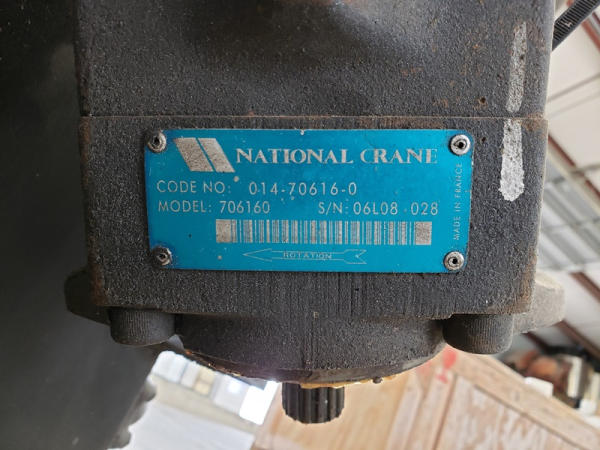 NATIONAL CRANE
CODE NO: 014-70616-0
MODEL: 706160 S/N: 06L08 028
MADE IN FRANCE
ROTATION